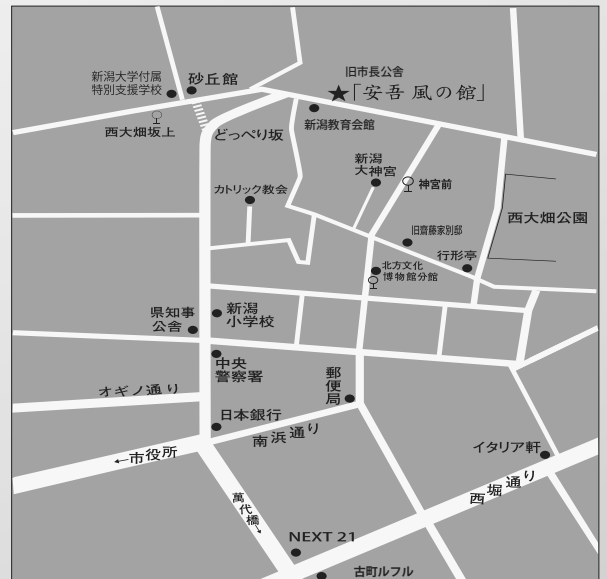 旧市長公舎
★「安吾 風の館」
新潟大学付属
特別支援学校
砂丘館
新潟教育会館
西大畑坂上
どっぺり坂
新潟
大神宮
神宮前
カトリック教会
西大畑公園
旧齋藤家別邸
行形亭
北方文化
博物館分館
県知事
公舎
新潟
小学校
中央
警察署
郵便局
オギノ通り
日本銀行
南浜通り
←市役所
イタリア軒
西堀通り
萬代橋→
NEXT 21
古町ルフル